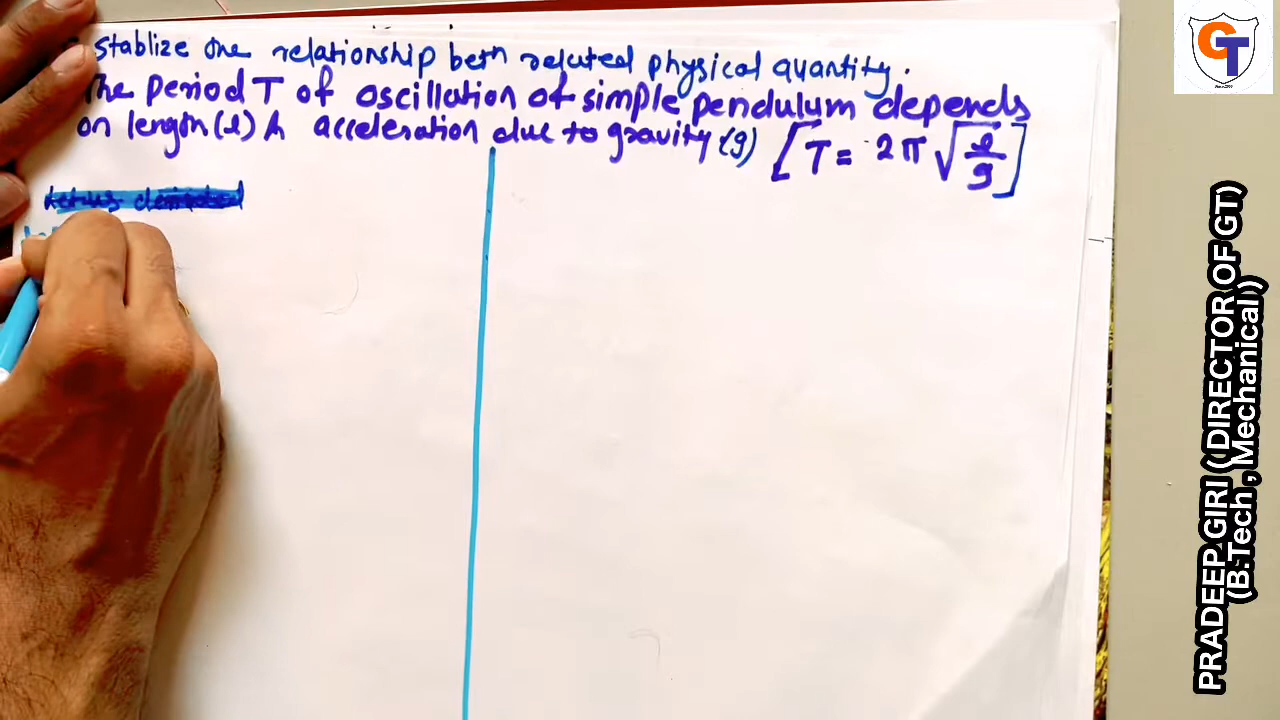 stablize the relationship betn related physical quantity.
The period T of oscillation of simple pendulum depends
on length (l) & acceleration due to gravity (g) [T = 2π √l/g]
GT
PRADEEP GIRI ( DIRECTOR OF GT)
(B.Tech , Mechanical )